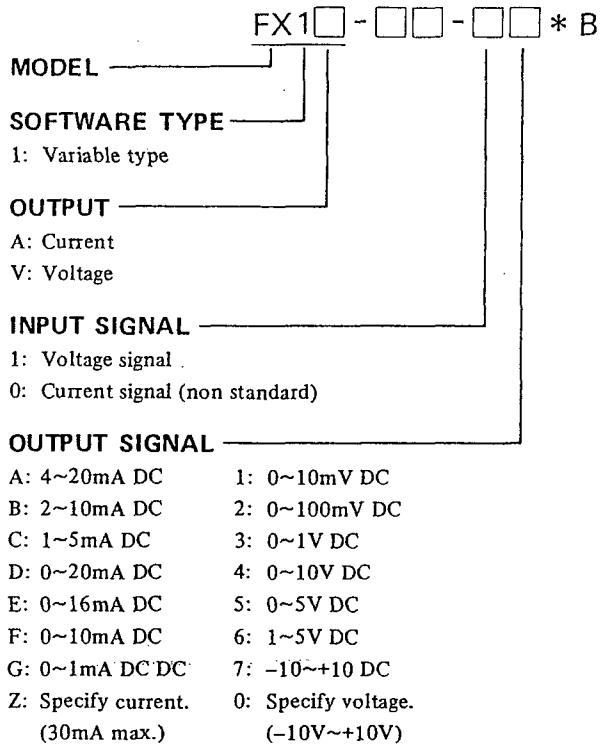 FX1□-□□-□□*B
MODEL
SOFTWARE TYPE
1: Variable type
OUTPUT
A: Current
V: Voltage
INPUT SIGNAL
1: Voltage signal
0: Current signal (non standard)
OUTPUT SIGNAL
A: 4~20mA DC 1: 0~10mV DC
B: 2~10mA DC 2: 0~100mV DC
C: 1~5mA DC 3: 0~1V DC
D: 0~20mA DC 4: 0~10V DC
E: 0~16mA DC 5: 0~5V DC
F: 0~10mA DC 6: 1~5V DC
G: 0~1mA DC DC 7: –10~+10 DC
Z: Specify current. 0: Specify voltage.
(30mA max.) (–10V~+10V)